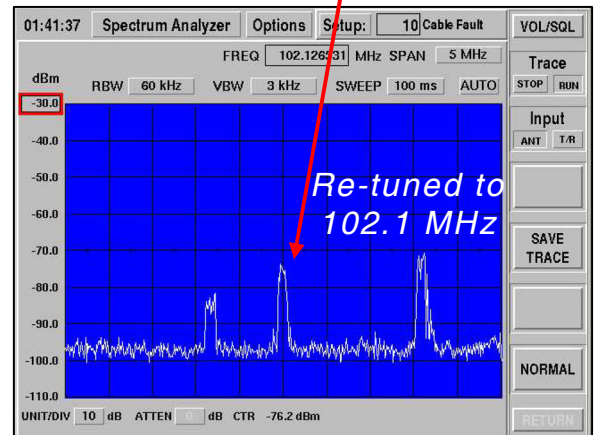 01:41:37 Spectrum Analyzer Options Setup: 10 Cable Fault VOL/SQL
FREQ 102.126331 MHz SPAN 5 MHz
dBm RBW 60 kHz VBW 3 kHz SWEEP 100 ms AUTO
Trace
STOP RUN
Input
ANT T/R
-30.0
-40.0
-50.0
-60.0
-70.0
-80.0
-90.0
-100.0
-110.0
Re-tuned to
102.1 MHz
SAVE
TRACE
NORMAL
UNIT/DIV 10 dB ATTEN 0 dB CTR -76.2 dBm
RETURN